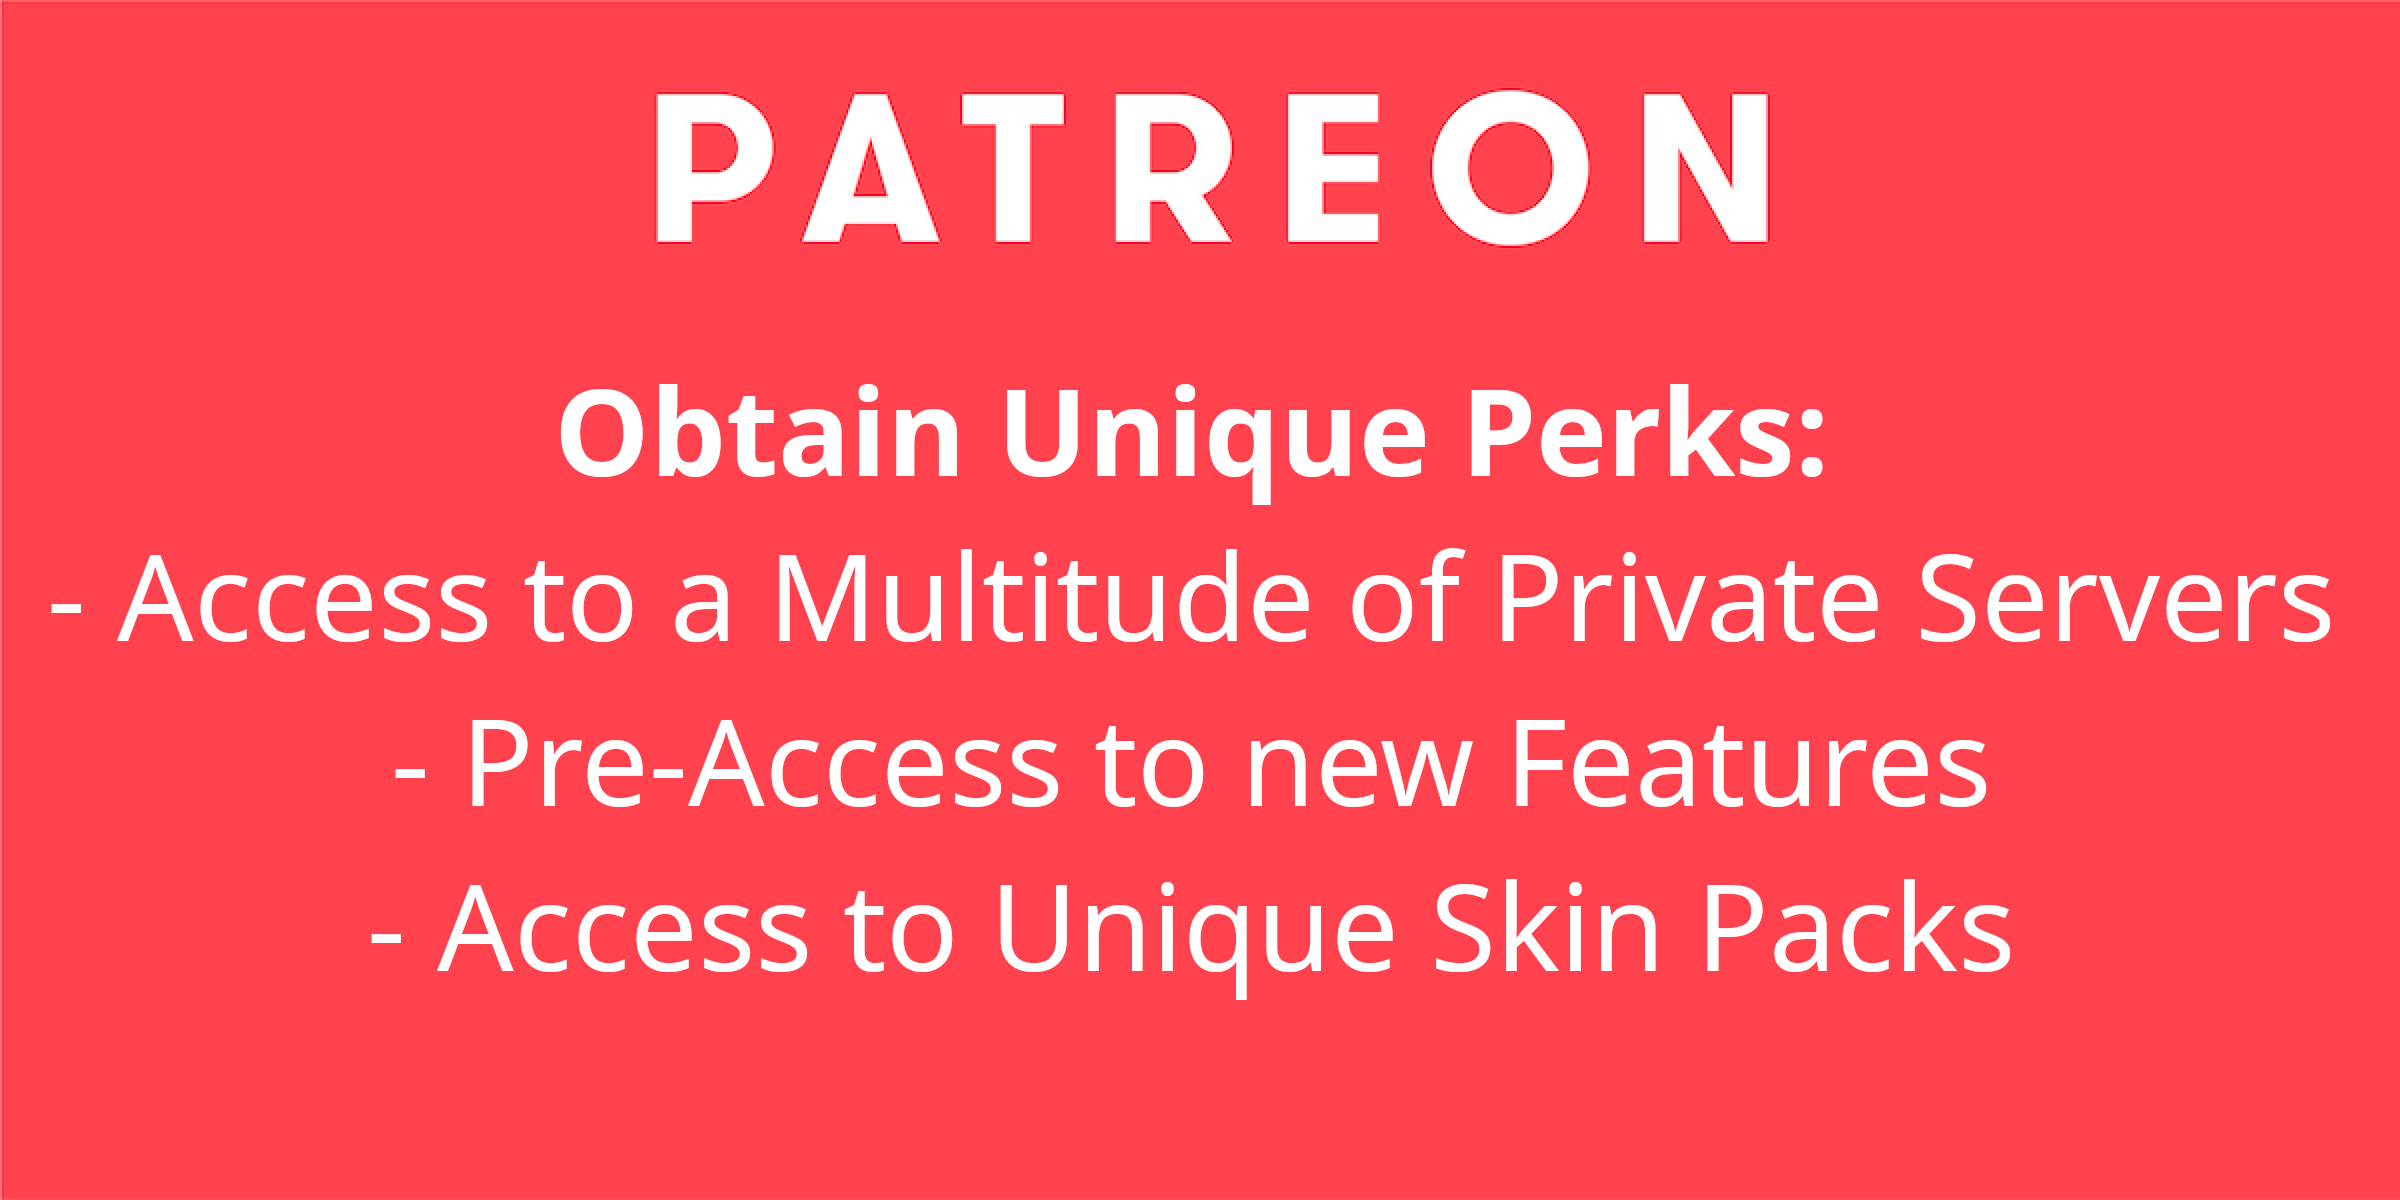 PATREON
Obtain Unique Perks:
- Access to a Multitude of Private Servers
- Pre-Access to new Features
- Access to Unique Skin Packs